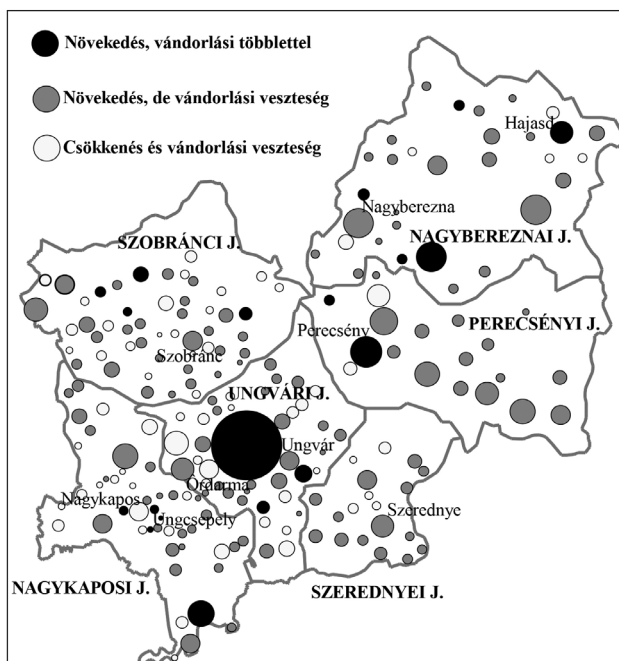 Növekedés, vándorlási többlettel
Növekedés, de vándorlási veszteség
Csökkenés és vándorlási veszteség
Hajasd
Nagyberezna
SZOBRÁNCI J.
NAGYBEREZNAI J.
Perecsény
PERECSÉNYI J.
Szobránc
UNGVÁRI J.
Ungvár
Ordarma
Nagykapos
Ungcsepely
Szerednye
NAGYKAPOSI J.
SZEREDNYEI J.